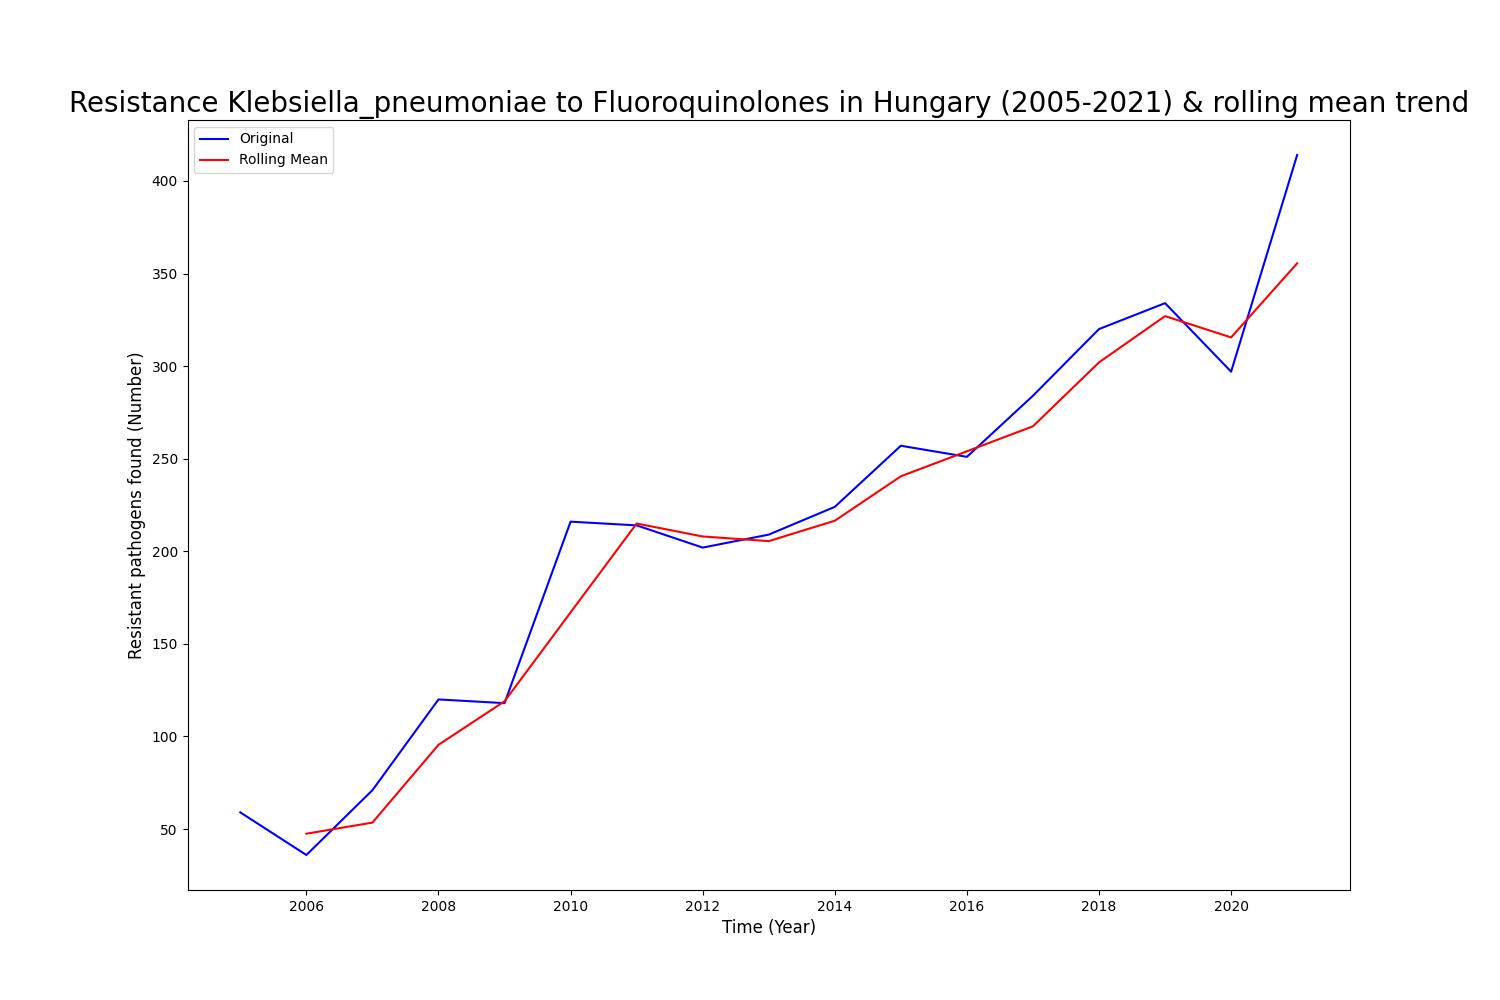 Resistance Klebsiella_pneumoniae to Fluoroquinolones in Hungary (2005-2021) & rolling mean trend
Original
Rolling Mean
400
350
300
250
200
150
100
50
Resistant pathogens found (Number)
2006 2008 2010 2012 2014 2016 2018 2020
Time (Year)